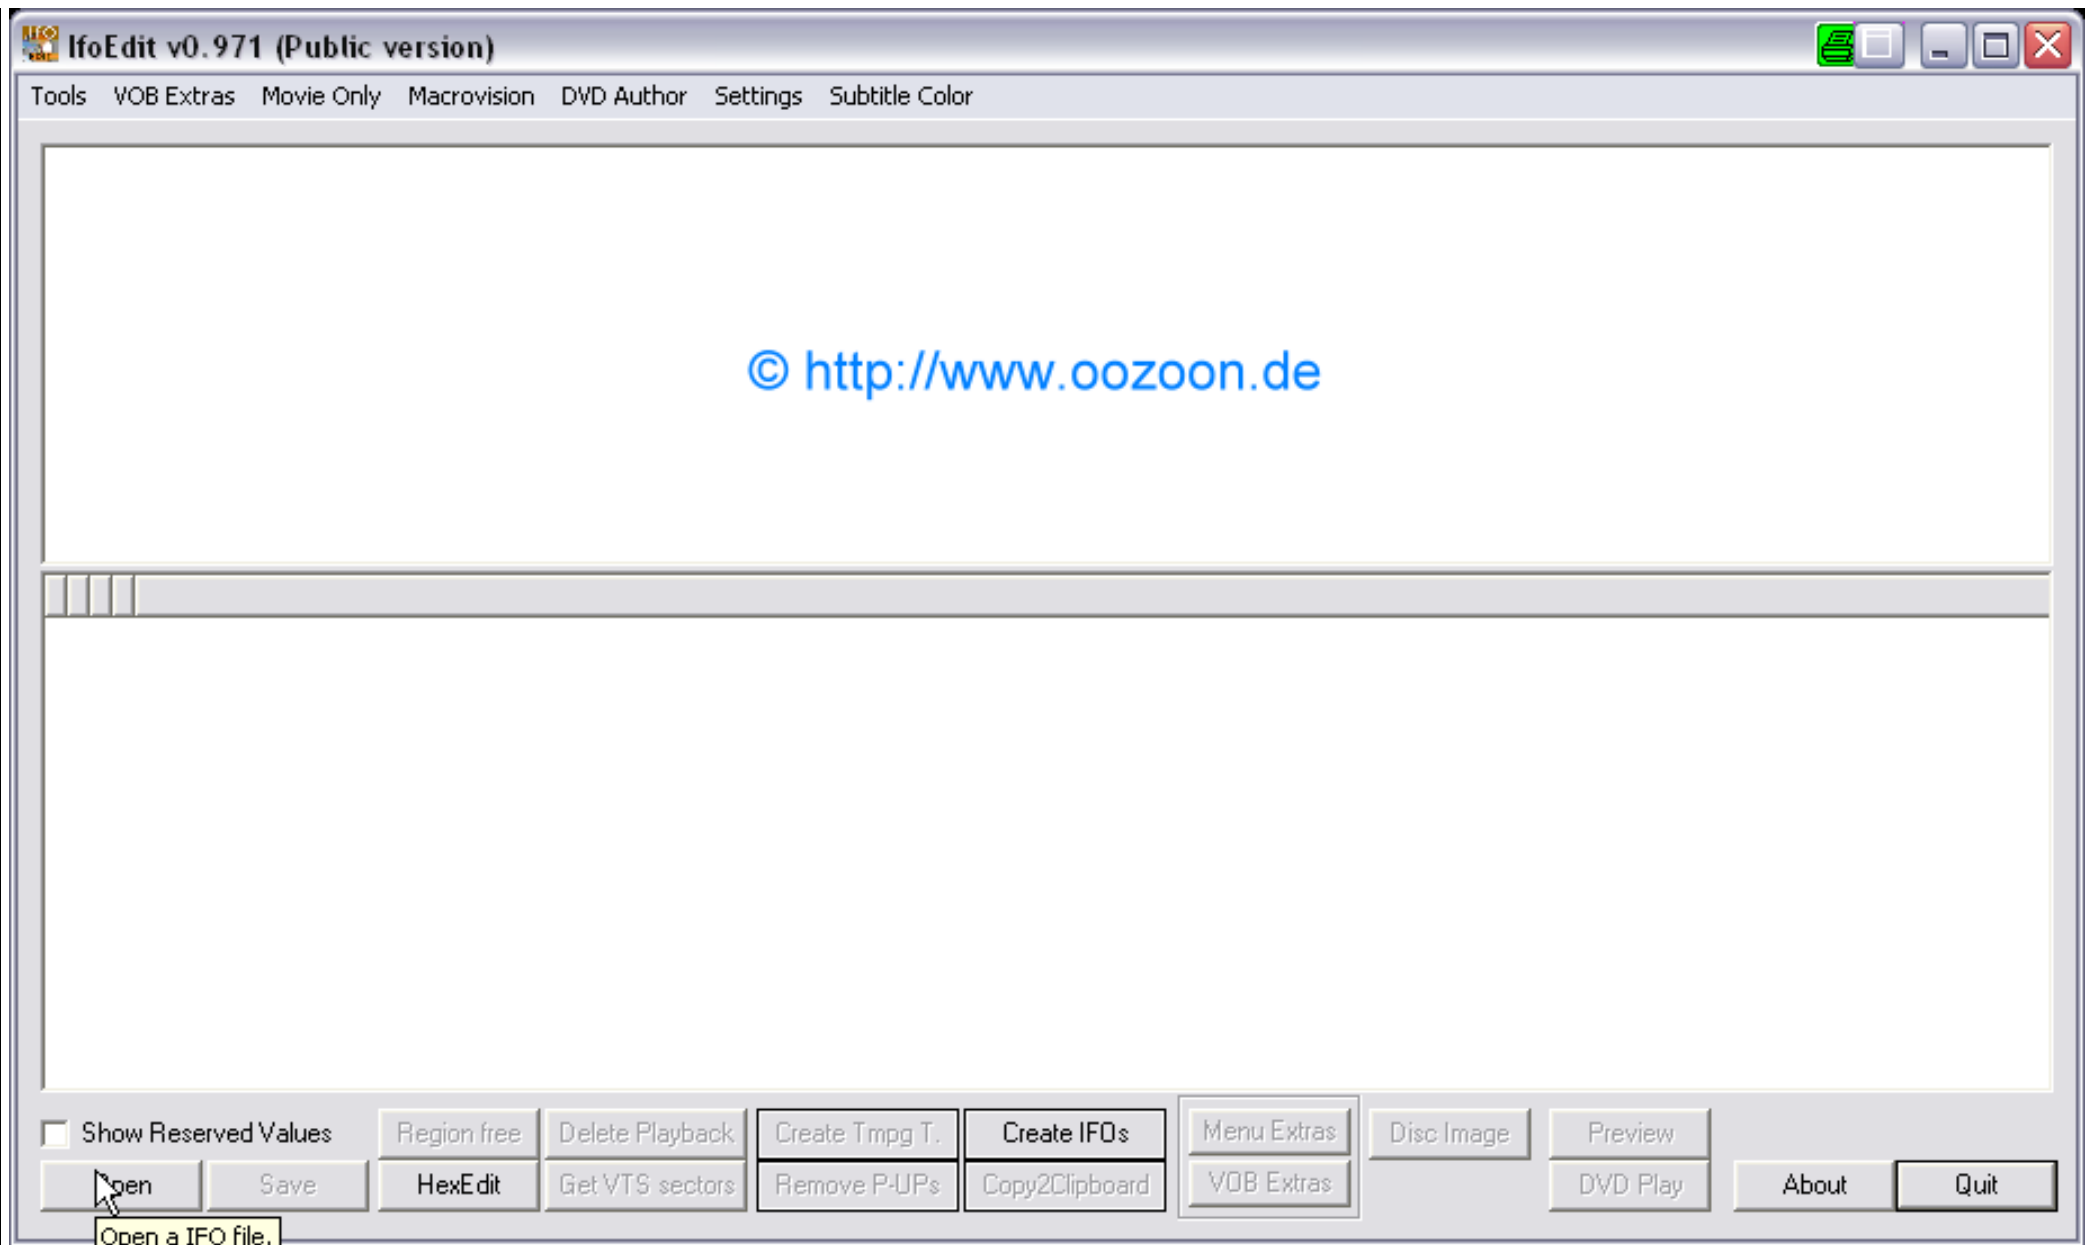 IfoEdit v0.971 (Public version)
Tools VOB Extras Movie Only Macrovision DVD Author Settings Subtitle Color
© http://www.oozoon.de
Show Reserved Values Region free Delete Playback Create Tmpg T. Create IFOs Menu Extras Disc Image Preview
Open Save HexEdit Get VTS sectors Remove P-UPs Copy2Clipboard VOB Extras DVD Play About Quit
Open a IFO file.